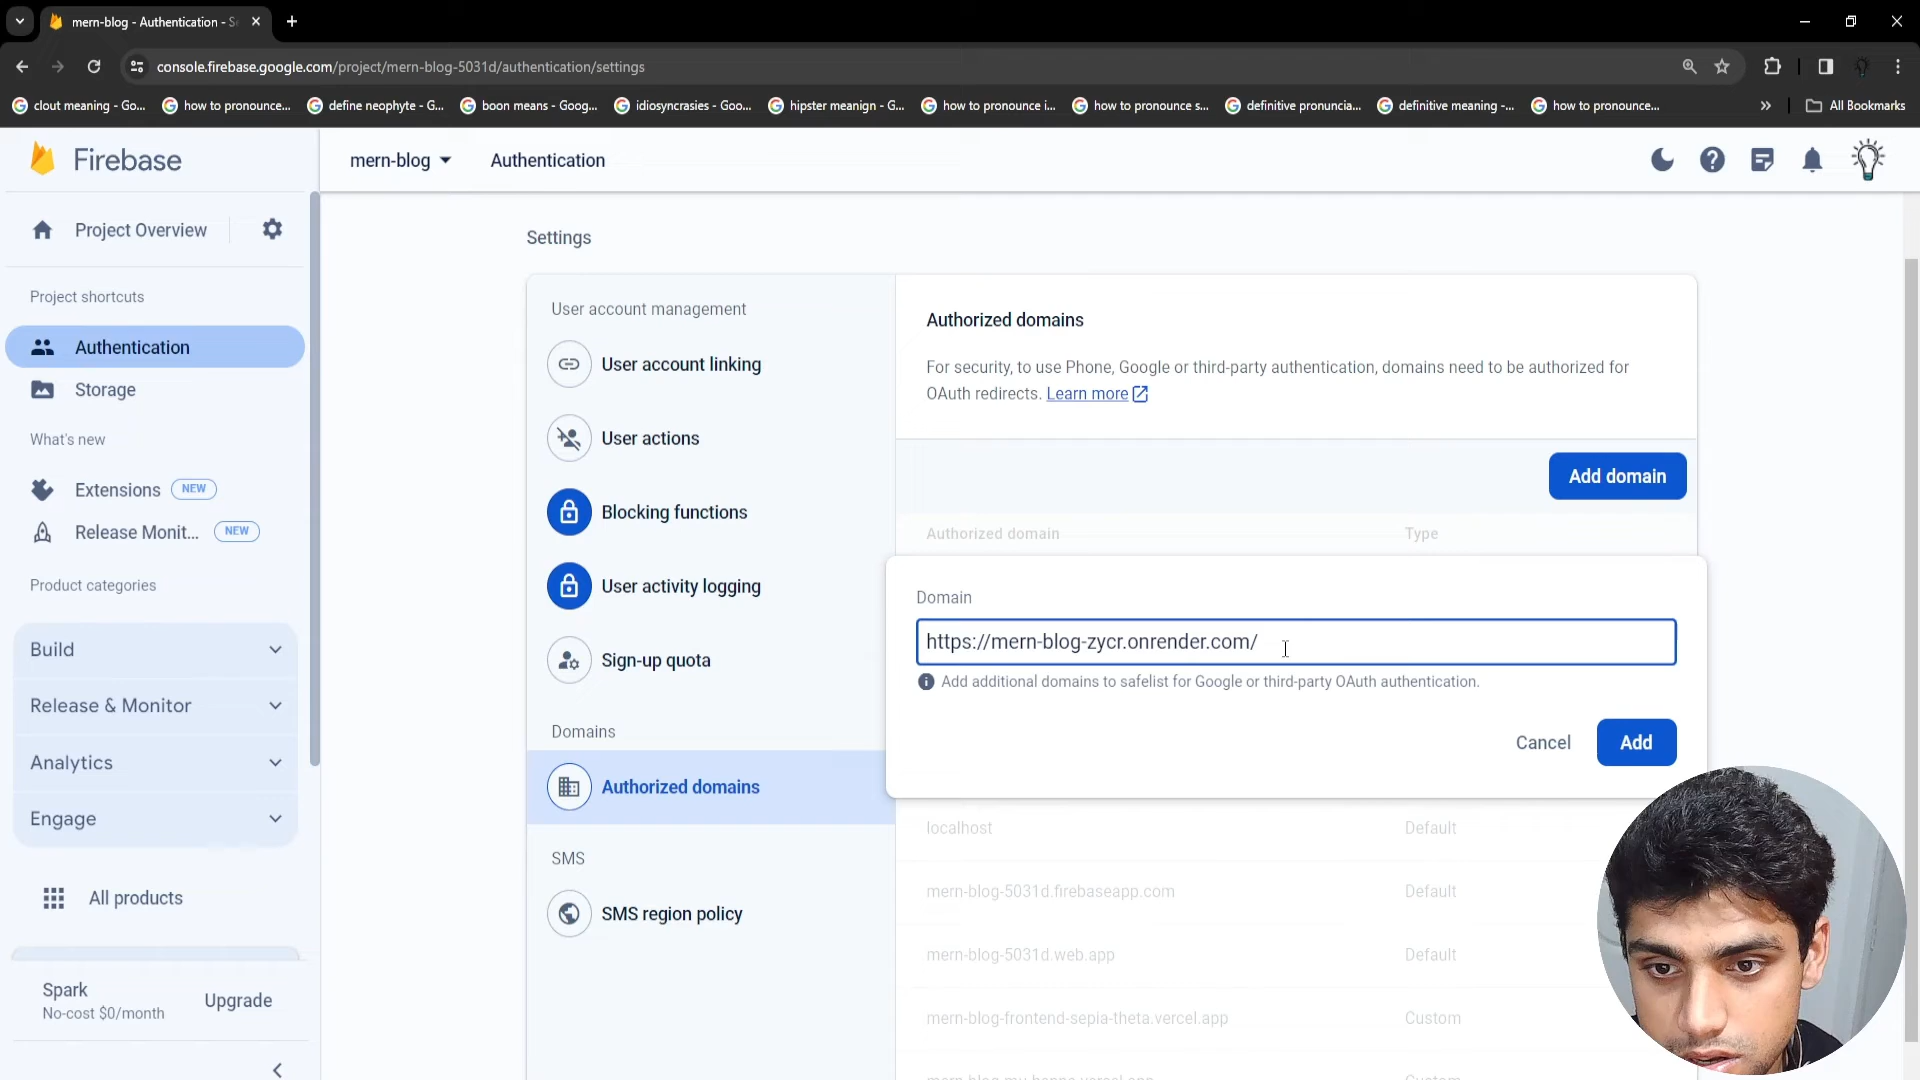 mern-blog - Authentication - S
console.firebase.google.com/project/mern-blog-5031d/authentication/settings
clout meaning - Go...
how to pronounce...
define neophyte - G...
boon means - Goog...
idiosyncrasies - Goo...
hipster meanign - G...
how to pronounce i...
how to pronounce s...
definitive pronuncia...
definitive meaning -...
how to pronounce...
All Bookmarks
Firebase
mern-blog
Authentication
Project Overview
Project shortcuts
Authentication
Storage
What's new
Extensions NEW
Release Monit... NEW
Product categories
Build
Release & Monitor
Analytics
Engage
All products
Spark
No-cost $0/month
Upgrade
Settings
User account management
User account linking
User actions
Blocking functions
User activity logging
Sign-up quota
Domains
Authorized domains
SMS
SMS region policy
Authorized domains
For security, to use Phone, Google or third-party authentication, domains need to be authorized for
OAuth redirects. Learn more
Add domain
Authorized domain Type
Domain
https://mern-blog-zycr.onrender.com/
Add additional domains to safelist for Google or third-party OAuth authentication.
Cancel Add
localhost Default
mern-blog-5031d.firebaseapp.com Default
mern-blog-5031d.web.app Default
mern-blog-frontend-sepia-theta.vercel.app Custom